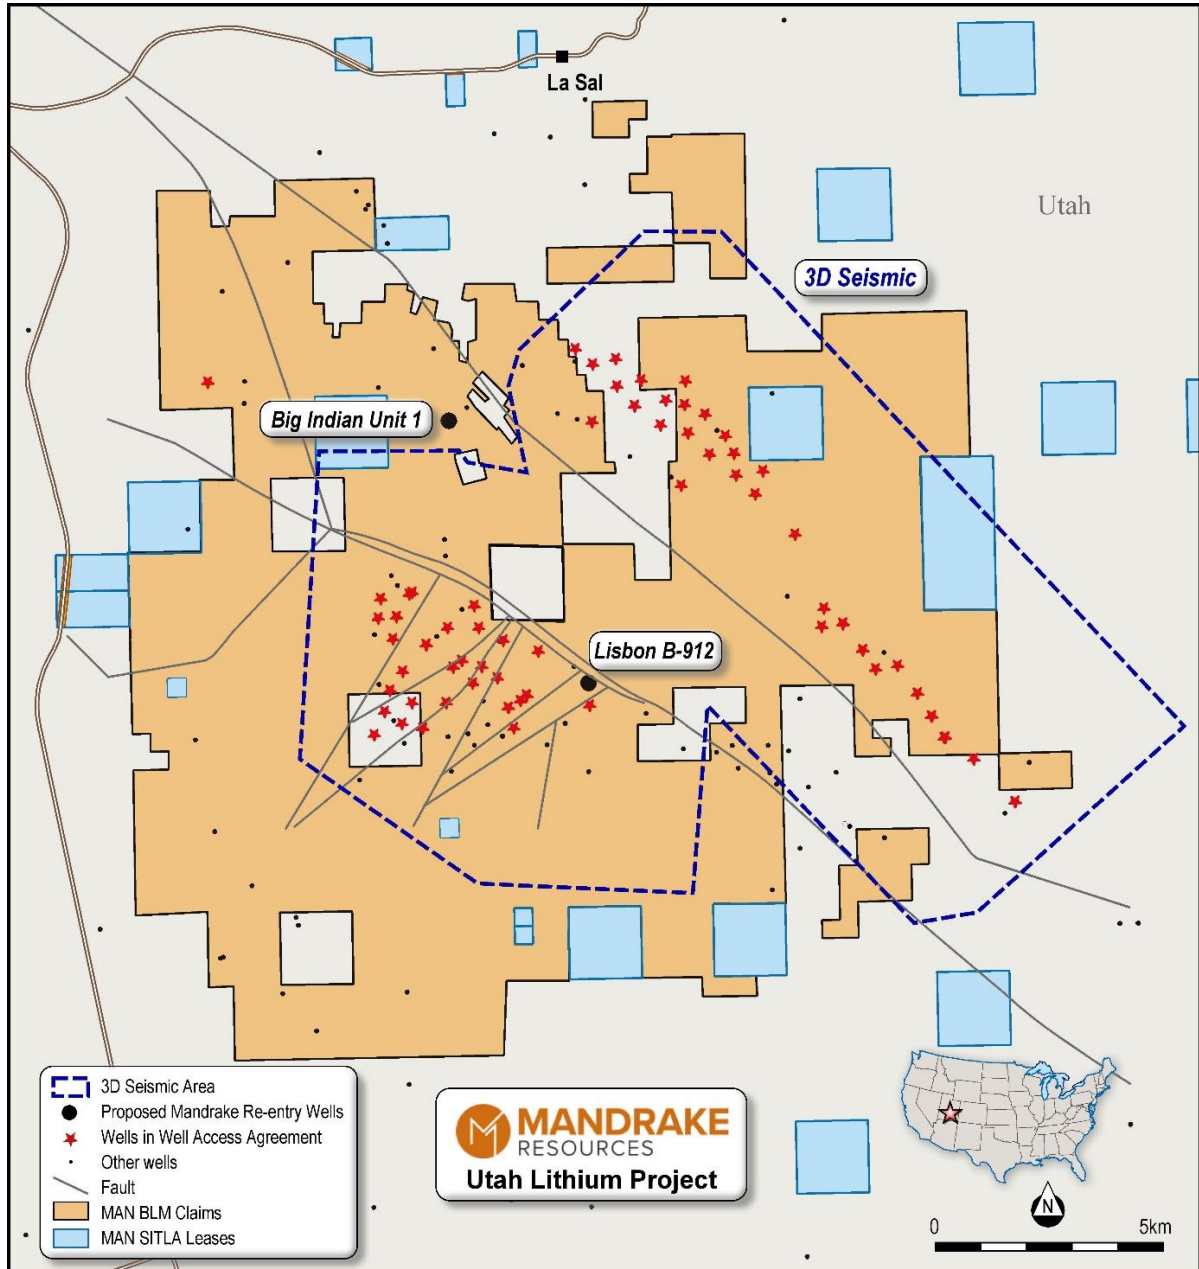 La Sal
Utah
3D Seismic
Big Indian Unit 1
Lisbon B-912
3D Seismic Area
Proposed Mandrake Re-entry Wells
Wells in Well Access Agreement
Other wells
Fault
MAN BLM Claims
MAN SITLA Leases
MANDRAKE
RESOURCES
Utah Lithium Project
N
0 5km